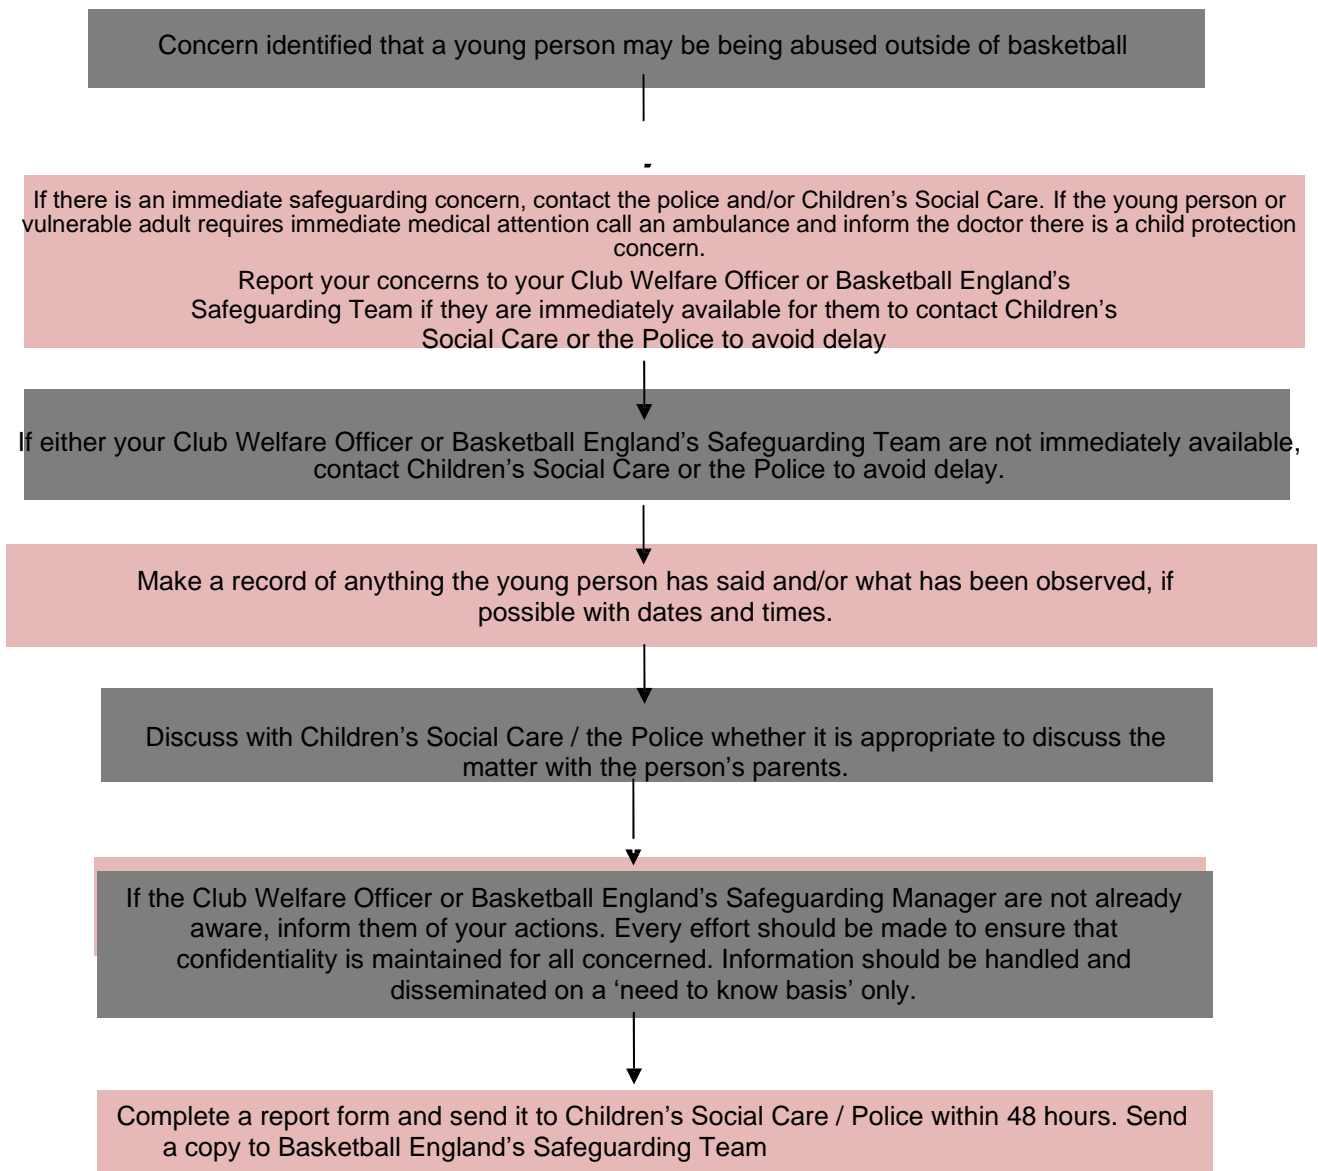 Concern identified that a young person may be being abused outside of basketball
If there is an immediate safeguarding concern, contact the police and/or Children’s Social Care. If the young person or
vulnerable adult requires immediate medical attention call an ambulance and inform the doctor there is a child protection
concern.
Report your concerns to your Club Welfare Officer or Basketball England’s
Safeguarding Team if they are immediately available for them to contact Children’s
Social Care or the Police to avoid delay
If either your Club Welfare Officer or Basketball England’s Safeguarding Team are not immediately available,
contact Children’s Social Care or the Police to avoid delay.
Make a record of anything the young person has said and/or what has been observed, if
possible with dates and times.
Discuss with Children’s Social Care / the Police whether it is appropriate to discuss the
matter with the person’s parents.
If the Club Welfare Officer or Basketball England’s Safeguarding Manager are not already
aware, inform them of your actions. Every effort should be made to ensure that
confidentiality is maintained for all concerned. Information should be handled and
disseminated on a ‘need to know basis’ only.
Complete a report form and send it to Children’s Social Care / Police within 48 hours. Send
a copy to Basketball England’s Safeguarding Team